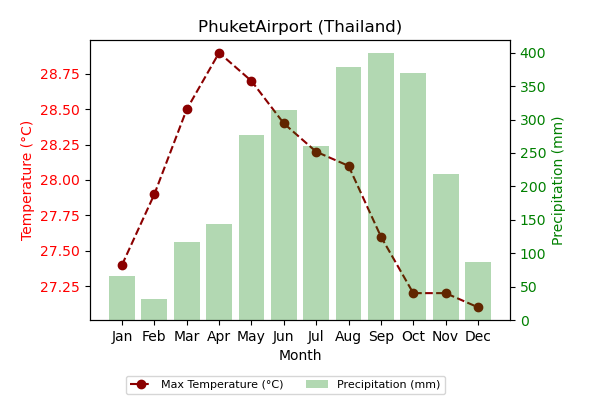 PhuketAirport (Thailand)
Temperature (°C)
28.75
28.50
28.25
28.00
27.75
27.50
27.25
400
350
300
250
200
150
100
50
0
Precipitation (mm)
Jan Feb Mar Apr May Jun Jul Aug Sep Oct Nov Dec
Month
Max Temperature (°C) Precipitation (mm)